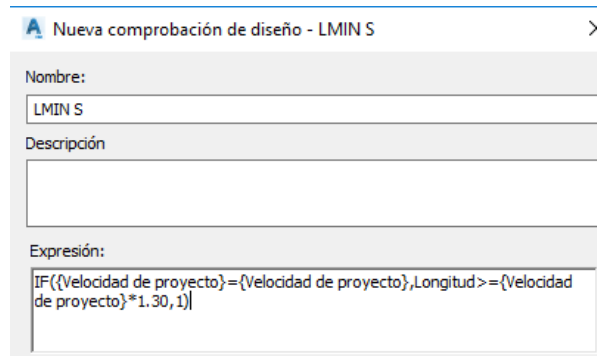 Nueva comprobación de diseño - LMIN S
Nombre:
LMIN S
Descripción
Expresión:
IF({Velocidad de proyecto}={Velocidad de proyecto},Longitud>={Velocidad
de proyecto}*1.30,1)